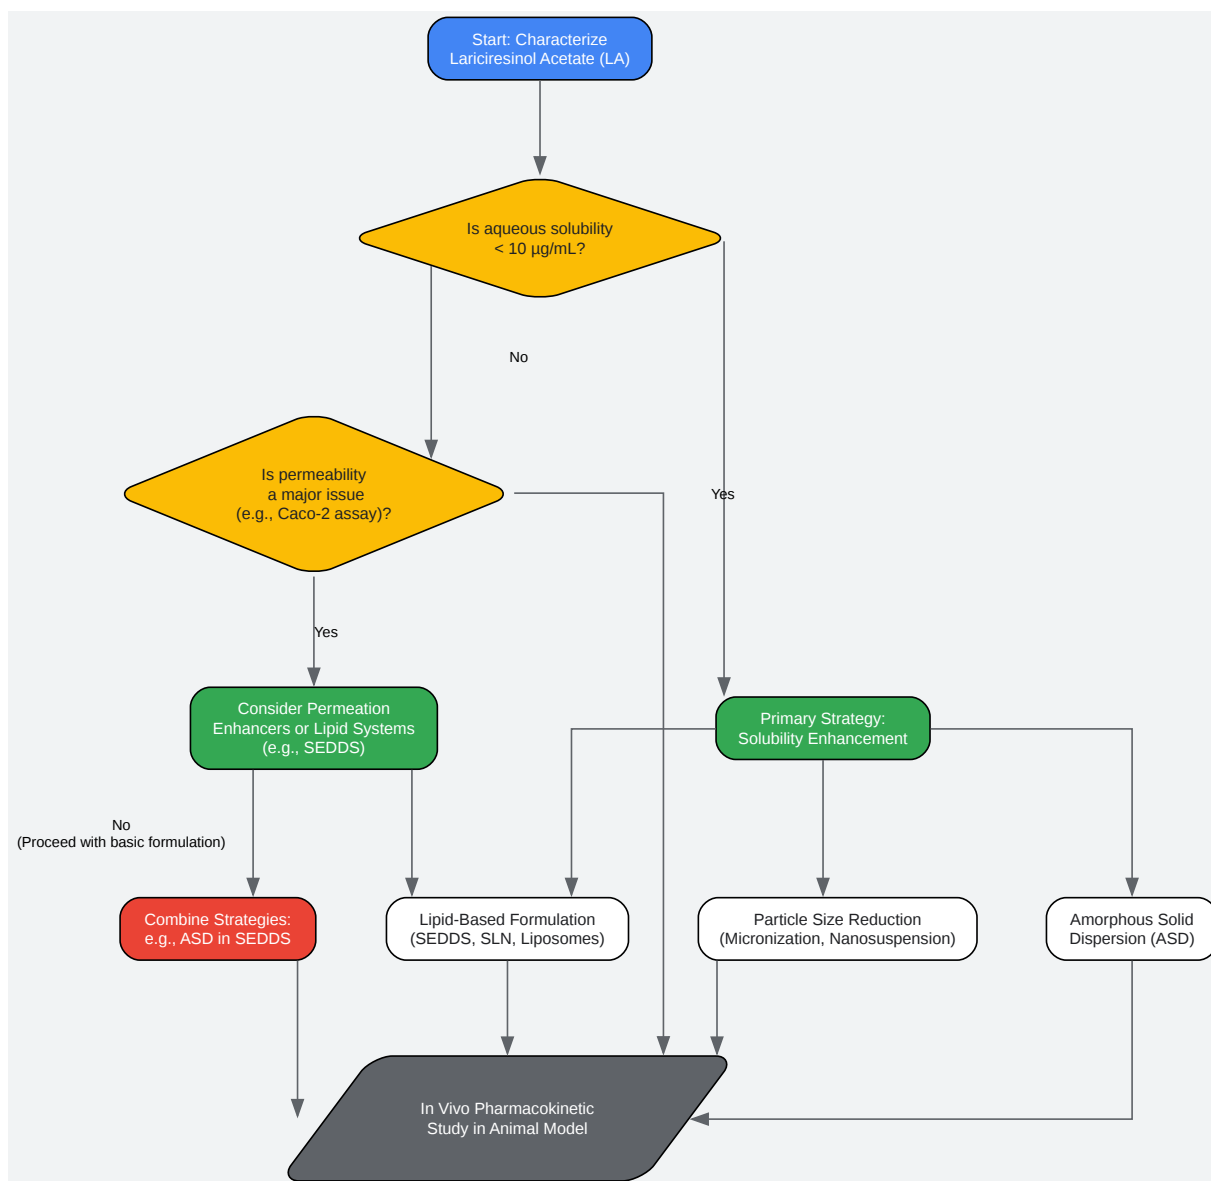 Start: Characterize
Lariciresinol Acetate (LA)
Is aqueous solubility
< 10 µg/mL?
No
Is permeability
a major issue
(e.g., Caco-2 assay)?
Yes
Yes
Consider Permeation
Enhancers or Lipid Systems
(e.g., SEDDS)
Primary Strategy:
Solubility Enhancement
No
(Proceed with basic formulation)
Combine Strategies:
e.g., ASD in SEDDS
Lipid-Based Formulation
(SEDDS, SLN, Liposomes)
Particle Size Reduction
(Micronization, Nanosuspension)
Amorphous Solid
Dispersion (ASD)
In Vivo Pharmacokinetic
Study in Animal Model